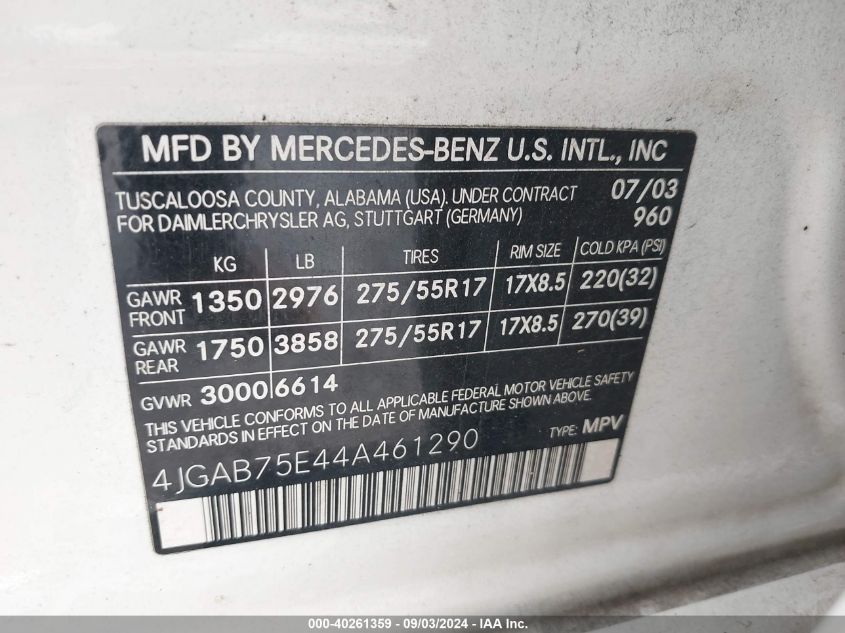 MFD BY MERCEDES-BENZ U.S. INTL., INC
TUSCALOOSA COUNTY, ALABAMA (USA). UNDER CONTRACT 07/03
FOR DAIMLERCHRYSLER AG, STUTTGART (GERMANY) 960
KG LB TIRES RIM SIZE COLD KPA (PSI)
GAWR FRONT 1350 2976 275/55R17 17X8.5 220(32)
GAWR REAR 1750 3858 275/55R17 17X8.5 270(39)
GVWR 3000 6614
THIS VEHICLE CONFORMS TO ALL APPLICABLE FEDERAL MOTOR VEHICLE SAFETY
STANDARDS IN EFFECT ON THE DATE OF MANUFACTURE SHOWN ABOVE.
4JGAB75E44A461290 TYPE: MPV
000-40261359 - 09/03/2024 - IAA Inc.